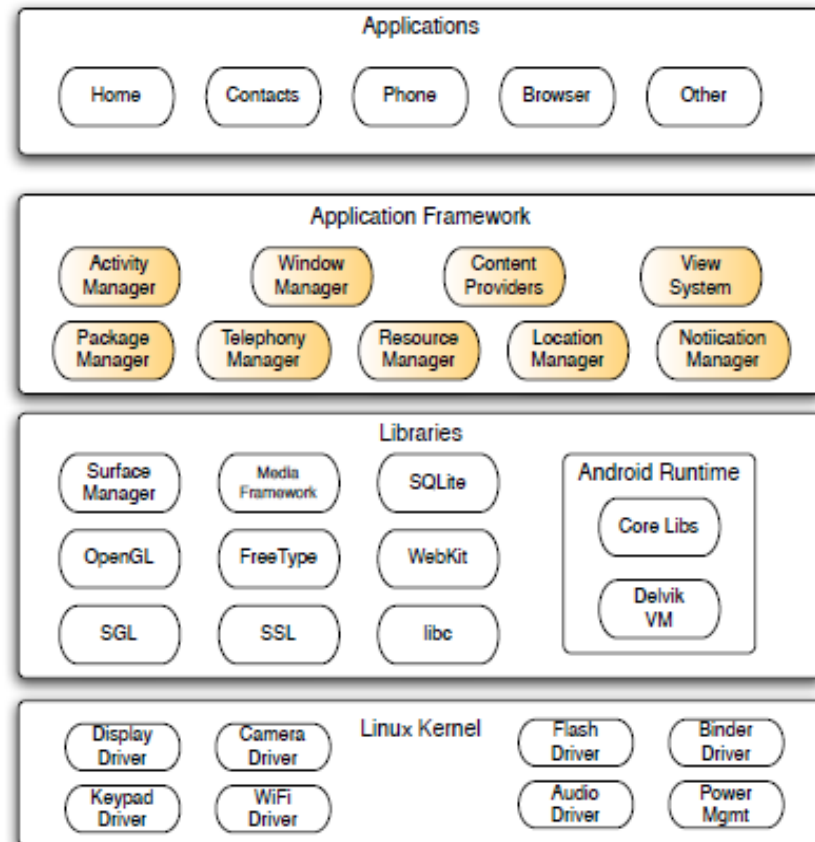 Applications
Home Contacts Phone Browser Other
Application Framework
Activity Window Content View
Manager Manager Providers System
Package Telephony Resource Location Notiication
Manager Manager Manager Manager Manager
Libraries
Surface Media SQLite Android Runtime
Manager Framework
Core Libs
OpenGL FreeType WebKit
Delvik
VM
SGL SSL libc
Linux Kernel
Display Camera Flash Binder
Driver Driver Driver Driver
Keypad WiFi Audio Power
Driver Driver Driver Mgmt